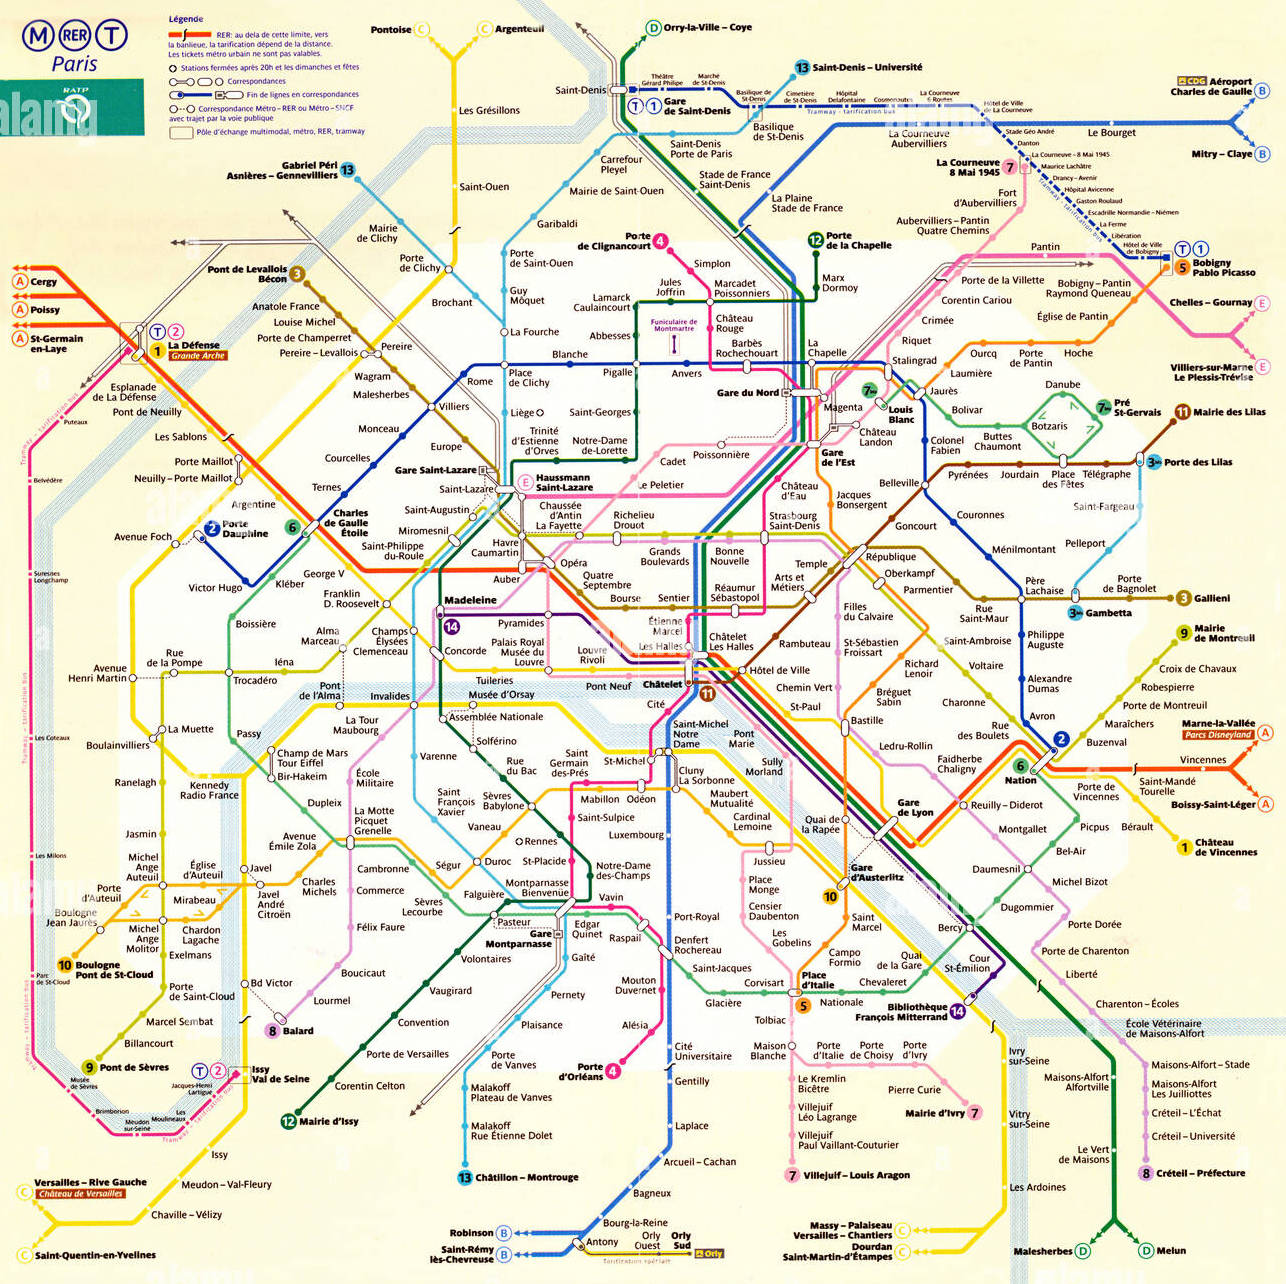 M RER T
Paris
RATP
Légende
RER: au dela de cette limite, vers
la banlieue, la tarification dépend de la distance.
Les tickets métro urbain ne sont pas valables.
Stations fermées après 20h et les dimanches et fêtes
Correspondances
Fin de lignes en correspondances
Correspondance Métro – RER ou Métro – SNCF
avec trajet par la voie publique
Pôle d'échange multimodal, métro, RER, tramway
Pontoise C
C Argenteuil
D Orry-la-Ville – Coye
13 Saint-Denis – Université
Saint-Denis
Théâtre
Gérard Philipe
Marché
de St-Denis
T 1 Gare
de Saint-Denis
Basilique de
St-Denis
Cimetière
de St-Denis
Hôpital
Delafontaine
Cosmonautes
La Courneuve
6 Routes
Hôtel de Ville
de La Courneuve
Tramway - tarification bus
CDG Aéroport
Charles de Gaulle B
Mitry – Claye B
Le Bourget
Les Grésillons
Basilique
de St-Denis
Saint-Denis
Porte de Paris
La Courneuve
Aubervilliers
Stade Géo André
Danton
La Courneuve – 8 Mai 1945
Maurice Lachâtre
Drancy – Avenir
Hôpital Avicenne
Gaston Roulaud
Escadrille Normandie – Niémen
La Ferme
Libération
Hôtel de Ville
de Bobigny
Tramway - tarification bus
T 1
5 Bobigny
Pablo Picasso
La Courneuve 7
8 Mai 1945
Fort
d'Aubervilliers
Aubervilliers – Pantin
Quatre Chemins
Pantin
Porte de la Villette
Bobigny – Pantin
Raymond Queneau
Église de Pantin
Chelles – Gournay E
Villiers-sur-Marne E
Le Plessis-Trévise
Gabriel Péri 13
Asnières – Gennevilliers
Carrefour
Pleyel
Saint-Ouen
Mairie de Saint-Ouen
Stade de France
Saint-Denis
La Plaine
Stade de France
Mairie
de Clichy
Garibaldi
Porte
de Clichy
Porte
de Saint-Ouen
Porte 4
de Clignancourt
12 Porte
de la Chapelle
Simplon
Marx
Dormoy
Jules
Joffrin
Marcadet
Poissonniers
Lamarck
Caulaincourt
Château
Rouge
Abbesses
Funiculaire de
Montmartre
Barbès
Rochechouart
La
Chapelle
Corentin Cariou
Crimée
Riquet
Stalingrad
Ourcq
Porte
de Pantin
Hoche
Laumière
Jaurès
A Cergy
A Poissy
A St-Germain
en-Laye
T 2
1 La Défense
Grande Arche
Pont de Levallois 3
Bécon
Anatole France
Louise Michel
Porte de Champerret
Pereire – Levallois
Pereire
Wagram
Malesherbes
Villiers
Brochant
Guy
Môquet
La Fourche
Blanche
Rome
Place
de Clichy
Pigalle
Anvers
Gare du Nord
Magenta
7bis Louis
Blanc
Château
Landon
Gare
de l'Est
Bolivar
Buttes
Chaumont
Botzaris
Danube
7bis Pré
St-Gervais
11 Mairie des Lilas
3bis Porte des Lilas
Place
des Fêtes
Télégraphe
Jourdain
Pyrénées
Colonel
Fabien
Belleville
Saint-Fargeau
Pelleport
3bis Gambetta
Porte
de Bagnolet
3 Gallieni
Esplanade
de La Défense
Pont de Neuilly
Les Sablons
Porte Maillot
Neuilly – Porte Maillot
Argentine
Tramway - tarification bus
Puteaux
Belvédère
Suresnes
Longchamp
Les Coteaux
Les Milons
Parc
de St-Cloud
Musée
de Sèvres
Brimborion
Meudon
sur-Seine
Les
Moulineaux
Jacques-Henri
Lartigue
Monceau
Courcelles
Ternes
Europe
Liège
Trinité
d'Estienne
d'Orves
Saint-Georges
Notre-Dame
de-Lorette
Cadet
Poissonnière
Le Peletier
Gare Saint-Lazare
Saint-Lazare
E Haussmann
Saint-Lazare
Saint-Augustin
Miromesnil
Saint-Philippe
du-Roule
Chaussée
d'Antin
La Fayette
Richelieu
Drouot
Havre
Caumartin
Auber
Opéra
Grands
Boulevards
Bonne
Nouvelle
Strasbourg
Saint-Denis
Château
d'Eau
Jacques
Bonsergent
Goncourt
République
Couronnes
Ménilmontant
Père
Lachaise
Avenue Foch
2 Porte
Dauphine
6 Charles
de Gaulle
Étoile
Victor Hugo
Kléber
George V
Franklin
D. Roosevelt
Boissière
Alma
Marceau
Champs
Élysées
Clemenceau
Iéna
Rue
de la Pompe
Avenue
Henri Martin
Trocadéro
Passy
Pont
de l'Alma
Madeleine
14
Concorde
Tuileries
Pyramides
Palais Royal
Musée du
Louvre
Louvre
Rivoli
Quatre
Septembre
Bourse
Sentier
Réaumur
Sébastopol
Arts et
Métiers
Temple
Oberkampf
Parmentier
Filles
du Calvaire
Rue
Saint-Maur
Étienne
Marcel
Les Halles
Châtelet
Les Halles
Rambuteau
St-Sébastien
Froissart
Saint-Ambroise
Richard
Lenoir
Voltaire
Philippe
Auguste
Alexandre
Dumas
Avron
9 Mairie
de Montreuil
Croix de Chavaux
Robespierre
Porte de Montreuil
Maraîchers
Buzenval
Marne-la-Vallée A
Parcs Disneyland
Vincennes
Boissy-Saint-Léger A
Saint-Mandé
Tourelle
Bérault
1 Château
de Vincennes
Porte de
Vincennes
2
6 Nation
Pont Neuf
Châtelet
11
Hôtel de Ville
Cité
Chemin Vert
St-Paul
Bréguet
Sabin
Bastille
Charonne
Rue
des Boulets
Ledru-Rollin
Faidherbe
Chaligny
Reuilly – Diderot
Picpus
Montgallet
Bel-Air
Daumesnil
Michel Bizot
Dugommier
Porte Dorée
Porte de Charenton
Liberté
Charenton – Écoles
École Vétérinaire
de Maisons-Alfort
Maisons-Alfort – Stade
Maisons-Alfort
Les Juilliottes
Créteil – L'Échat
Créteil – Université
8 Créteil – Préfecture
Invalides
Musée d'Orsay
Assemblée Nationale
Solférino
Rue
du Bac
La Tour
Maubourg
Varenne
École
Militaire
Saint
François
Xavier
Sèvres
Babylone
Vaneau
Saint
Germain
des-Prés
Mabillon
Odéon
St-Michel
Saint-Michel
Notre
Dame
Cluny
La Sorbonne
Maubert
Mutualité
Cardinal
Lemoine
Jussieu
Pont
Marie
Sully
Morland
Quai de
la Rapée
Gare
de Lyon
Gare
d'Austerlitz
10
Saint-Sulpice
St-Placide
Rennes
Luxembourg
Notre-Dame
des-Champs
Montparnasse
Bienvenue
Vavin
Gare
Montparnasse
Edgar
Quinet
Raspail
Port-Royal
Denfert
Rochereau
La Muette
Boulainvilliers
Ranelagh
Kennedy
Radio France
Champ de Mars
Tour Eiffel
Bir-Hakeim
Dupleix
La Motte
Picquet
Grenelle
Avenue
Émile Zola
Jasmin
Michel
Ange
Auteuil
Église
d'Auteuil
Porte
d'Auteuil
Boulogne
Jean Jaurès
Mirabeau
Michel
Ange
Molitor
Chardon
Lagache
Javel
Javel
André
Citroën
Charles
Michels
Cambronne
Commerce
Félix Faure
Boucicaut
Lourmel
8 Balard
Bd Victor
Sèvres
Lecourbe
Ségur
Duroc
Falguière
Pasteur
Volontaires
Vaugirard
Convention
Porte de Versailles
Corentin Celton
12 Mairie d'Issy
10 Boulogne
Pont de St-Cloud
Exelmans
Porte
de Saint-Cloud
Marcel Sembat
Billancourt
9 Pont de Sèvres
T 2 Issy
Val de Seine
Tramway - tarification bus
Issy
Meudon – Val-Fleury
Chaville – Vélizy
Versailles – Rive Gauche
Château de Versailles
C
C Saint-Quentin-en-Yvelines
Gaîté
Pernety
Plaisance
Porte
de Vanves
Malakoff
Plateau de Vanves
Malakoff
Rue Étienne Dolet
13 Châtillon – Montrouge
Mouton
Duvernet
Alésia
Porte 4
d'Orléans
Saint-Jacques
Glacière
Corvisart
Place
d'Italie
5
Nationale
Chevaleret
Quai
de la Gare
Bercy
Cour
St-Émilion
Bibliothèque 14
François Mitterrand
Place
Monge
Censier
Daubenton
Les
Gobelins
Campo
Formio
Saint
Marcel
Tolbiac
Maison
Blanche
Porte
d'Italie
Porte
de Choisy
Porte
d'Ivry
Pierre Curie
Mairie d'Ivry 7
Le Kremlin
Bicêtre
Villejuif
Léo Lagrange
Villejuif
Paul Vaillant-Couturier
7 Villejuif – Louis Aragon
Cité
Universitaire
Gentilly
Laplace
Arcueil – Cachan
Bagneux
Bourg-la-Reine
Antony
Orly
Ouest
Orly
Sud
Orly
Tarification spéciale
Robinson B
Saint-Rémy B
lès-Chevreuse
Ivry
sur-Seine
Vitry
sur-Seine
Les Ardoines
Maisons-Alfort
Alfortville
Le Vert
de Maisons
Massy – Palaiseau C
Versailles – Chantiers
Dourdan C
Saint-Martin d'Étampes
Malesherbes D
D Melun
alamy